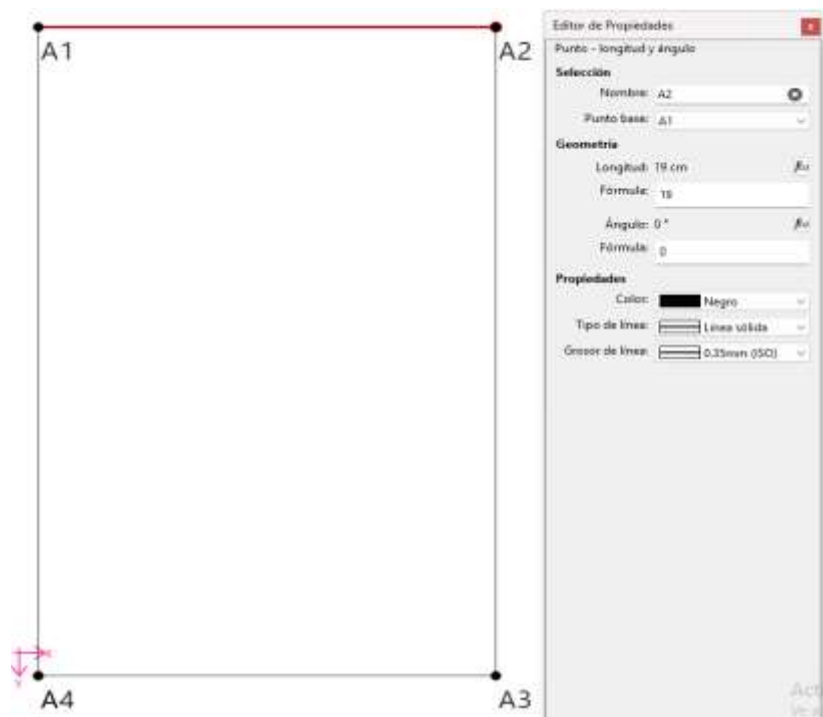 A1
A2
A4
A3
Editor de Propiedades
Punto - longitud y ángulo
Selección
Nombre: A2
Punto base: A1
Geometría
Longitud: 19 cm
Fórmula: 19
Ángulo: 0 °
Fórmula: 0
Propiedades
Color: Negro
Tipo de línea: Línea sólida
Grosor de línea: 0.35mm (ISO)